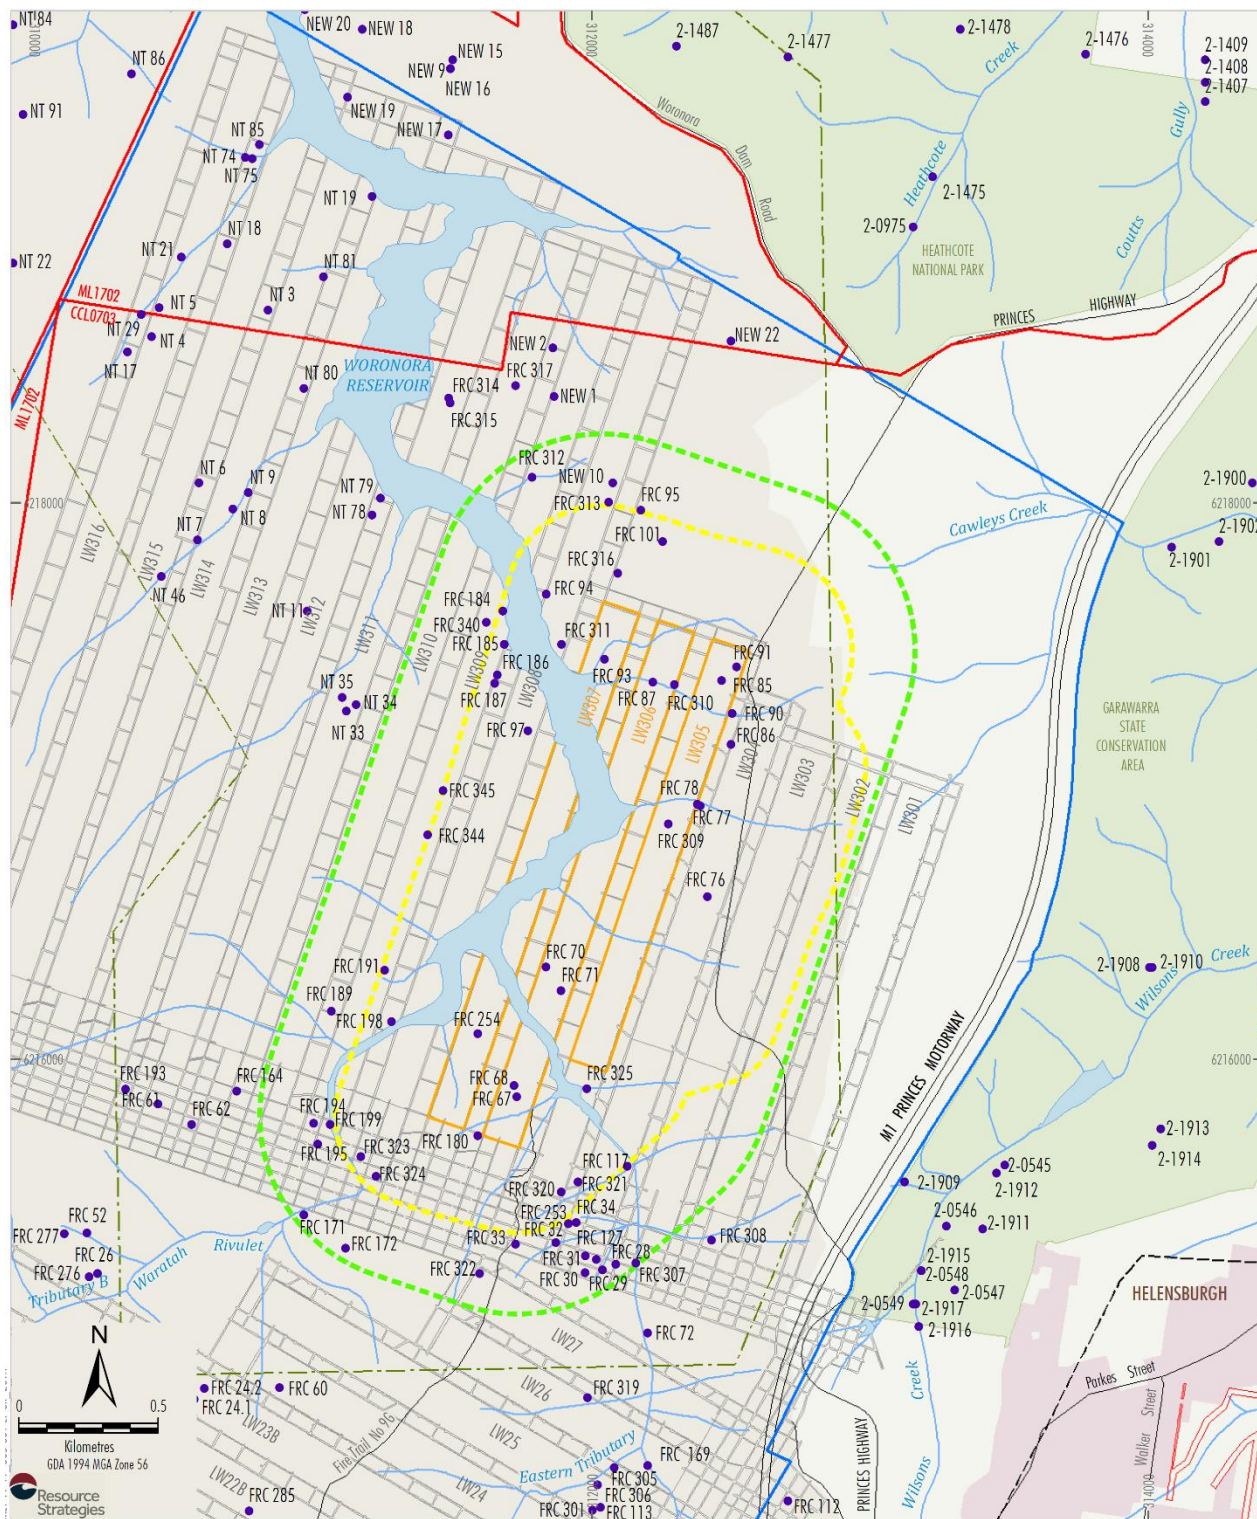 NT 84
310000
NEW 20
NEW 18
312000
2-1487
2-1477
2-1478
2-1476
314000
2-1409
2-1408
2-1407
NT 86
NEW 15
NEW 9
NEW 16
NT 91
NEW 19
NEW 17
Woronora
Dam
Road
Creek
Heathcote
Gully
Coutts
NT 85
NT 74
NT 75
NT 19
2-1475
2-0975
HEATHCOTE
NATIONAL PARK
NT 18
NT 21
NT 22
NT 81
ML1702
CCL0703
NT 5
NT 3
NT 29
NT 4
NT 17
PRINCES
HIGHWAY
NEW 22
NEW 2
WORONORA
RESERVOIR
NT 80
FRC 314
FRC 317
FRC 315
NEW 1
ML1702
FRC 312
NEW 10
NT 6
NT 9
NT 79
FRC 313
FRC 95
2-1900
6218000
6218000
NT 8
NT 78
Cawleys Creek
2-1902
NT 7
FRC 101
2-1901
LW316
LW315
LW314
LW313
LW312
LW311
LW310
LW309
LW308
NT 46
FRC 316
FRC 94
NT 11
FRC 184
FRC 340
FRC 185
FRC 311
FRC 186
FRC 93
FRC 91
FRC 187
FRC 87
FRC 85
FRC 310
NT 35
NT 34
NT 33
LW307
LW306
LW305
LW304
LW303
LW302
LW301
FRC 90
FRC 97
FRC 86
GARAWARRA
STATE
CONSERVATION
AREA
FRC 345
FRC 78
FRC 77
FRC 344
FRC 309
FRC 76
FRC 191
FRC 70
FRC 71
2-1908
2-1910
Creek
Wilsons
FRC 189
FRC 198
FRC 254
M1 PRINCES MOTORWAY
6216000
6216000
FRC 193
FRC 164
FRC 68
FRC 325
FRC 61
FRC 62
FRC 67
FRC 194
FRC 199
FRC 180
2-1913
2-1914
FRC 195
FRC 323
FRC 117
2-0545
FRC 324
FRC 320
FRC 321
2-1909
2-1912
FRC 171
FRC 253
FRC 34
2-0546
2-1911
FRC 277
FRC 52
Rivulet
FRC 172
FRC 33
FRC 32
FRC 127
FRC 308
FRC 26
Waratah
FRC 31
FRC 28
2-1915
FRC 276
Tributary B
FRC 322
FRC 30
FRC 29
FRC 307
2-0548
2-0547
2-0549
2-1917
2-1916
HELENSBURGH
N
FRC 72
LW27
Creek
Parkes Street
FRC 24.2
FRC 60
LW26
FRC 319
FRC 24.1
0
0.5
Kilometres
GDA 1994 MGA Zone 56
LW23B
Fire Trail No 9G
LW25
Walker Street
Eastern Tributary
FRC 169
PRINCES HIGHWAY
Wilsons
Resource
Strategies
LW22B
FRC 285
LW24
FRC 305
FRC 306
FRC 301
312000
FRC 113
FRC 112
314000